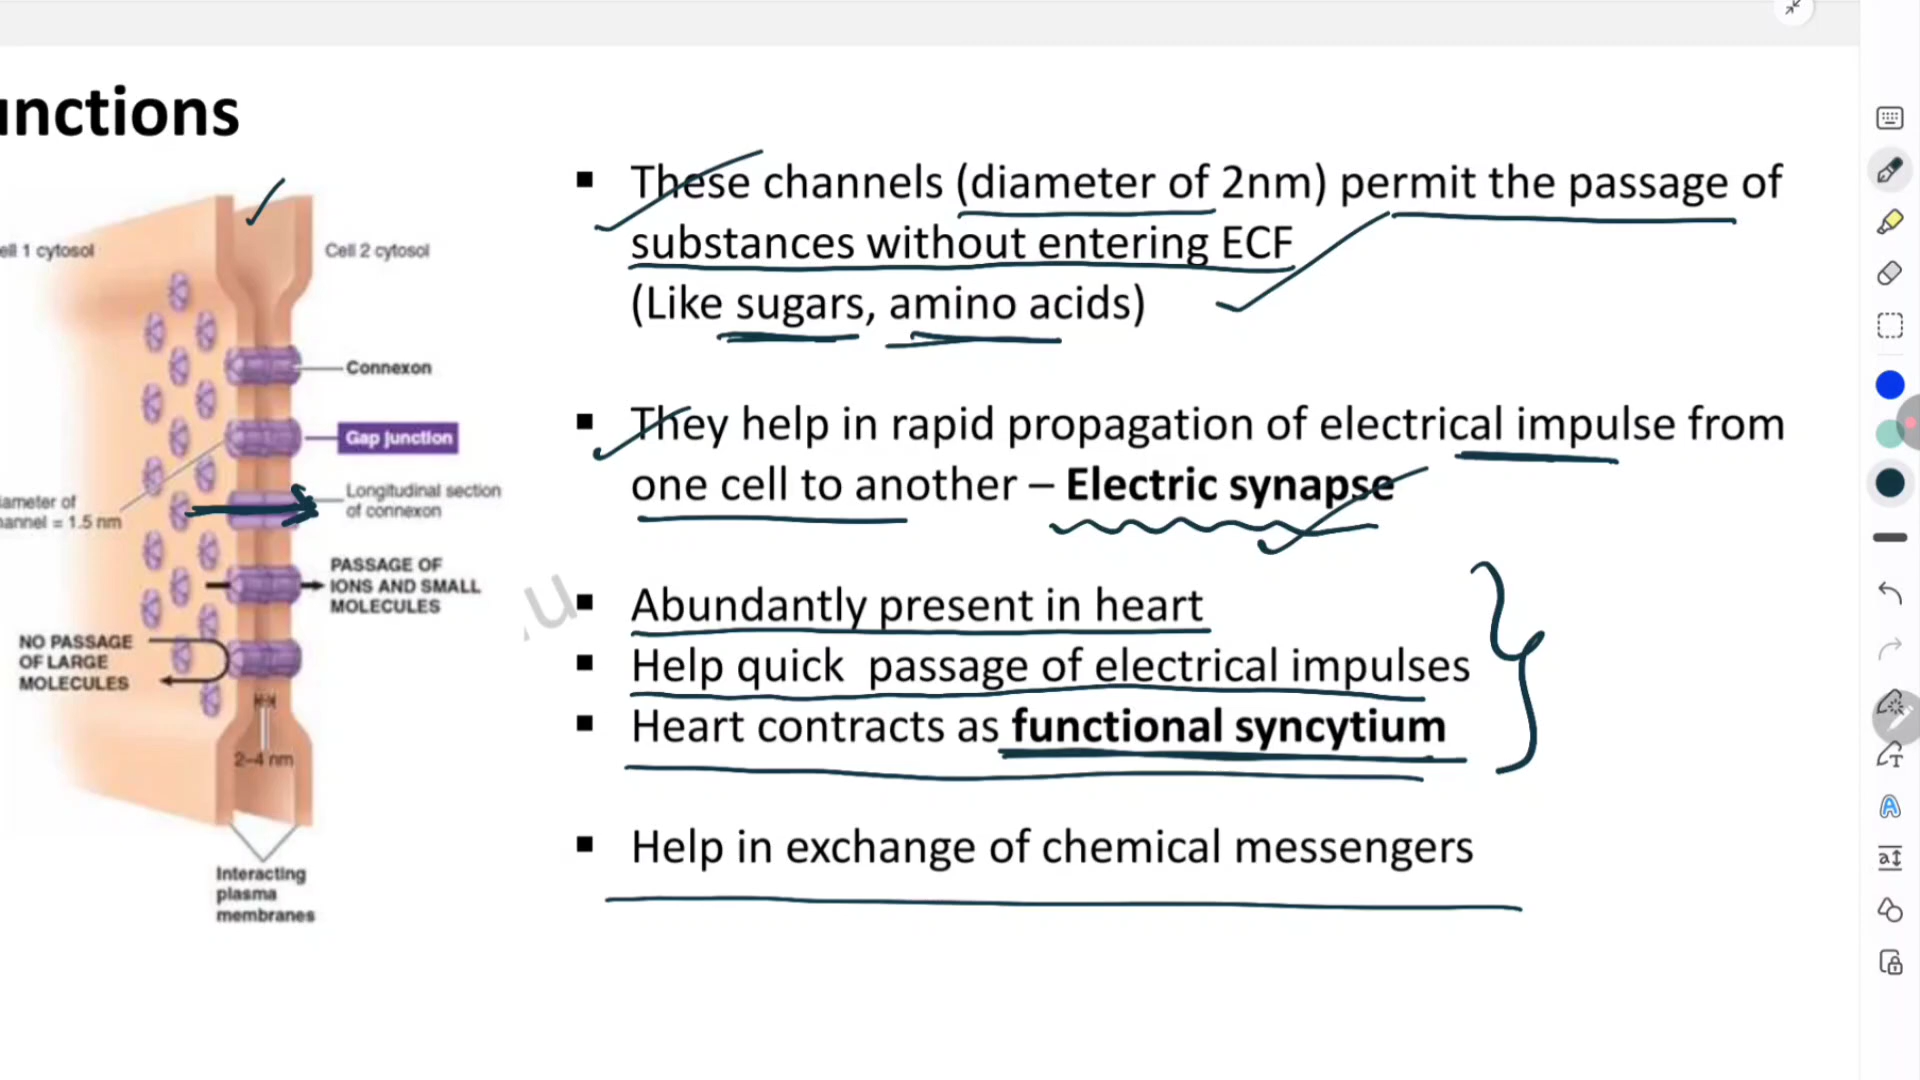 unctions
▪ These channels (diameter of 2nm) permit the passage of
substances without entering ECF
(Like sugars, amino acids)
▪ They help in rapid propagation of electrical impulse from
one cell to another – Electric synapse
▪ Abundantly present in heart
▪ Help quick passage of electrical impulses
▪ Heart contracts as functional syncytium
▪ Help in exchange of chemical messengers
ell 1 cytosol
Cell 2 cytosol
Connexon
Gap junction
Longitudinal section
of connexon
iameter of
hannel = 1.5 nm
PASSAGE OF
IONS AND SMALL
MOLECULES
NO PASSAGE
OF LARGE
MOLECULES
2–4 nm
Interacting
plasma
membranes